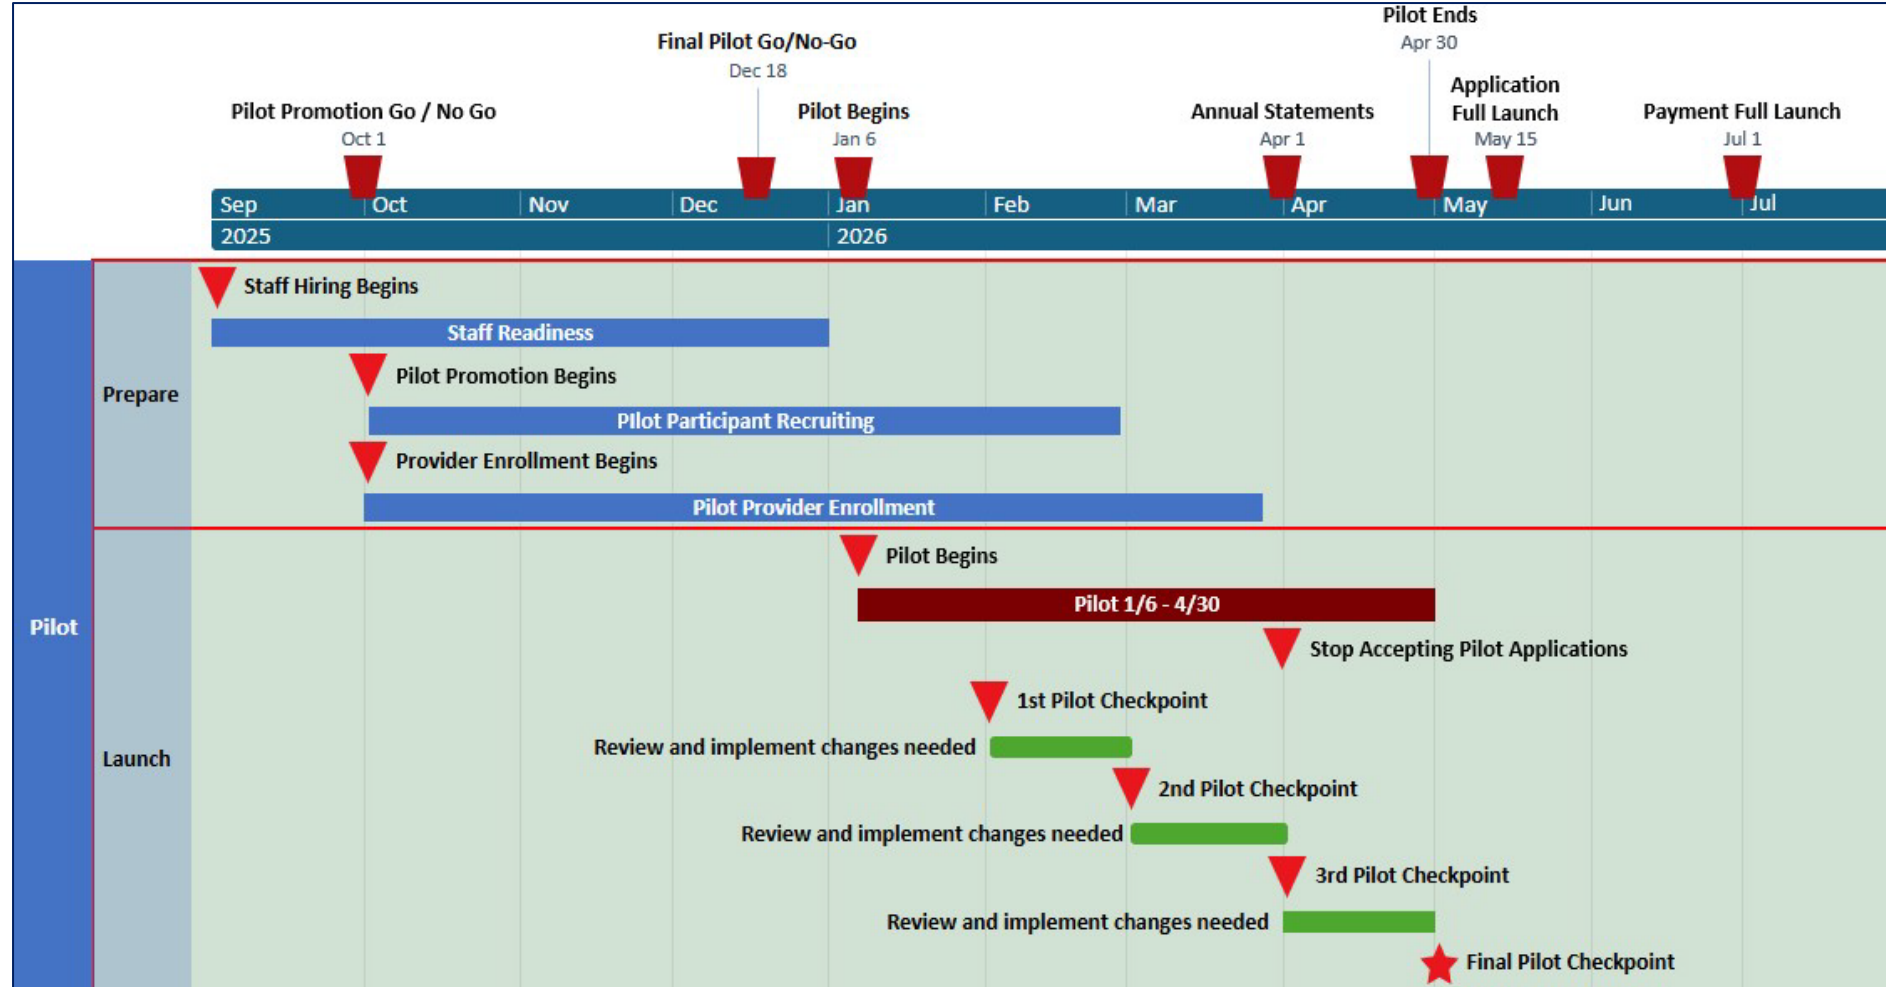 Pilot Ends
Apr 30
Final Pilot Go/No-Go
Dec 18
Application
Full Launch
May 15
Pilot Promotion Go / No Go
Oct 1
Pilot Begins
Jan 6
Annual Statements
Apr 1
Payment Full Launch
Jul 1
Sep Oct Nov Dec Jan Feb Mar Apr May Jun Jul
2025 2026
Pilot
Prepare
Staff Hiring Begins
Staff Readiness
Pilot Promotion Begins
PIlot Participant Recruiting
Provider Enrollment Begins
Pilot Provider Enrollment
Launch
Pilot Begins
Pilot 1/6 - 4/30
Stop Accepting Pilot Applications
1st Pilot Checkpoint
Review and implement changes needed
2nd Pilot Checkpoint
Review and implement changes needed
3rd Pilot Checkpoint
Review and implement changes needed
Final Pilot Checkpoint